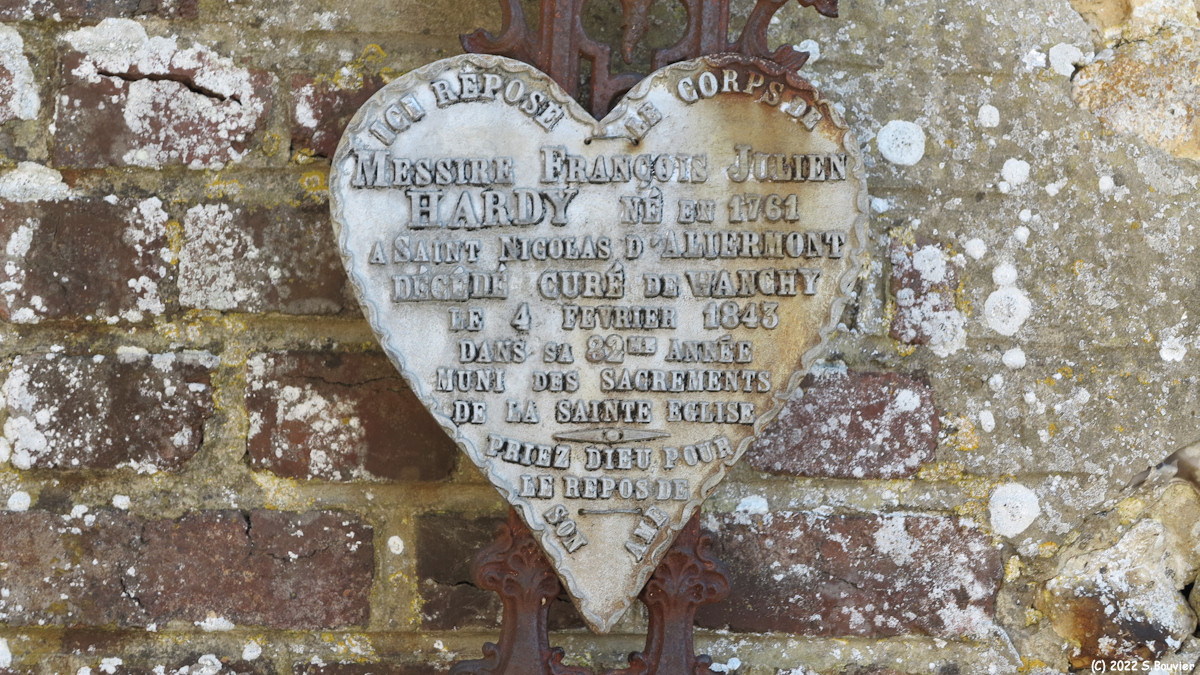 ICI RÉPOSE LE CORPS DE
MESSIRE FRANÇOIS JULIEN
HARDY NÉ EN 1761
A SAINT NICOLAS D'ALIERMONT
DÉCÉDÉ CURÉ DE WANCHY
LE 4 FEVRIER 1843
DANS SA 82ME ANNÉE
MUNI DES SACREMENTS
DE LA SAINTE EGLISE
PRIEZ DIEU POUR
LE REPOS DE
SON AME
(C) 2022 S.Bouvier